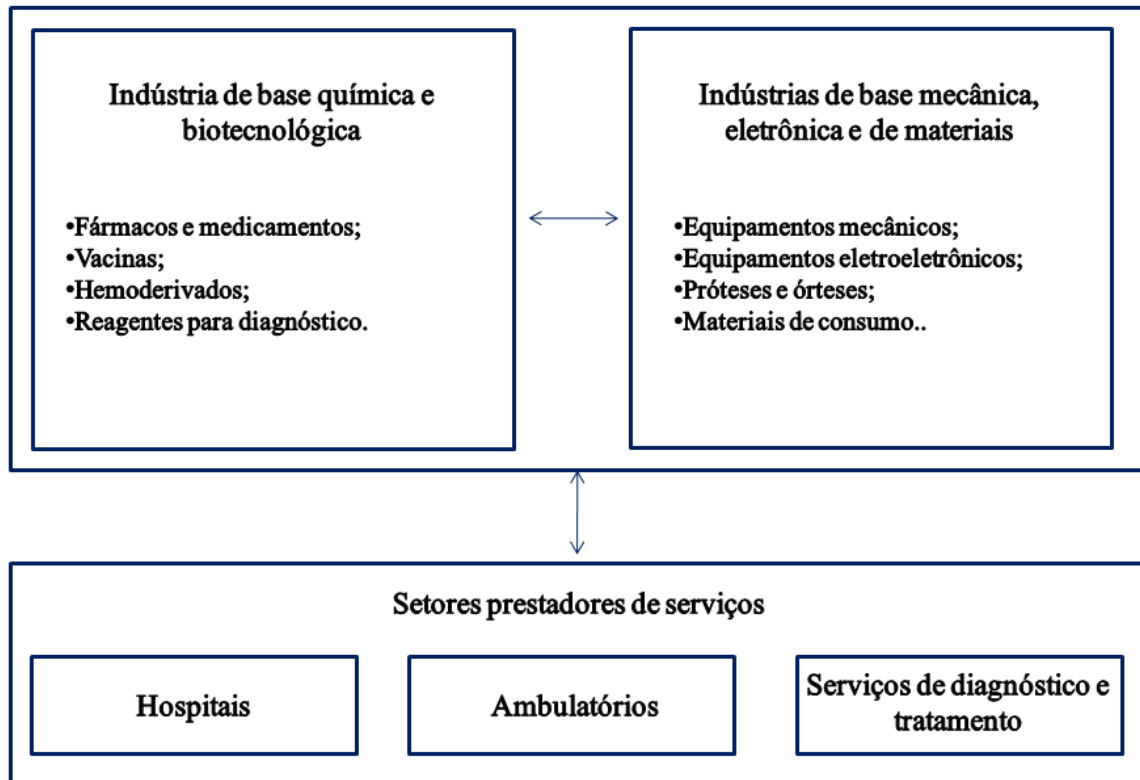 Indústria de base química e
biotecnológica
•Fármacos e medicamentos;
•Vacinas;
•Hemoderivados;
•Reagentes para diagnóstico.
Indústrias de base mecânica,
eletrônica e de materiais
•Equipamentos mecânicos;
•Equipamentos eletroeletrônicos;
•Próteses e órteses;
•Materiais de consumo..
Setores prestadores de serviços
Hospitais
Ambulatórios
Serviços de diagnóstico e
tratamento